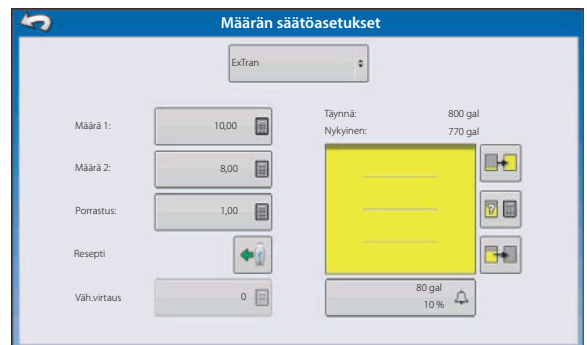 Määrän säätöasetukset
ExTran
Määrä 1: 10,00
Määrä 2: 8,00
Porrastus: 1,00
Resepti
Väh.virtaus 0
Täynnä: 800 gal
Nykyinen: 770 gal
?
80 gal
10 %